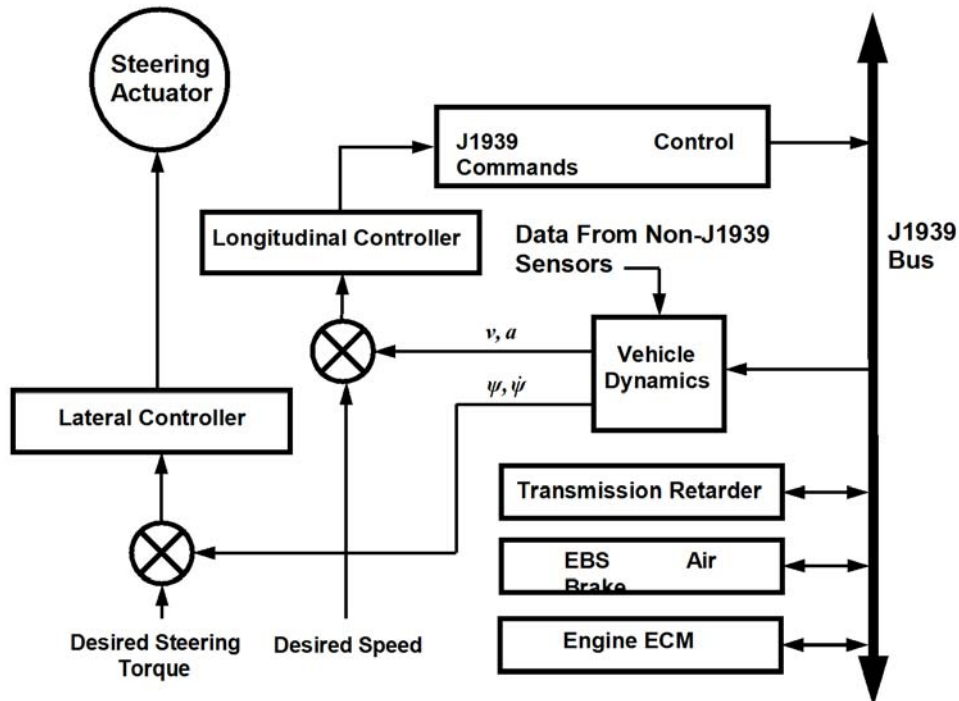 Steering
Actuator
J1939 Control
Commands
Longitudinal Controller
Data From Non-J1939
Sensors
J1939
Bus
v, a
Vehicle
Dynamics
ψ, ψ̇
Lateral Controller
Transmission Retarder
EBS Air
Brake
Engine ECM
Desired Steering
Torque
Desired Speed